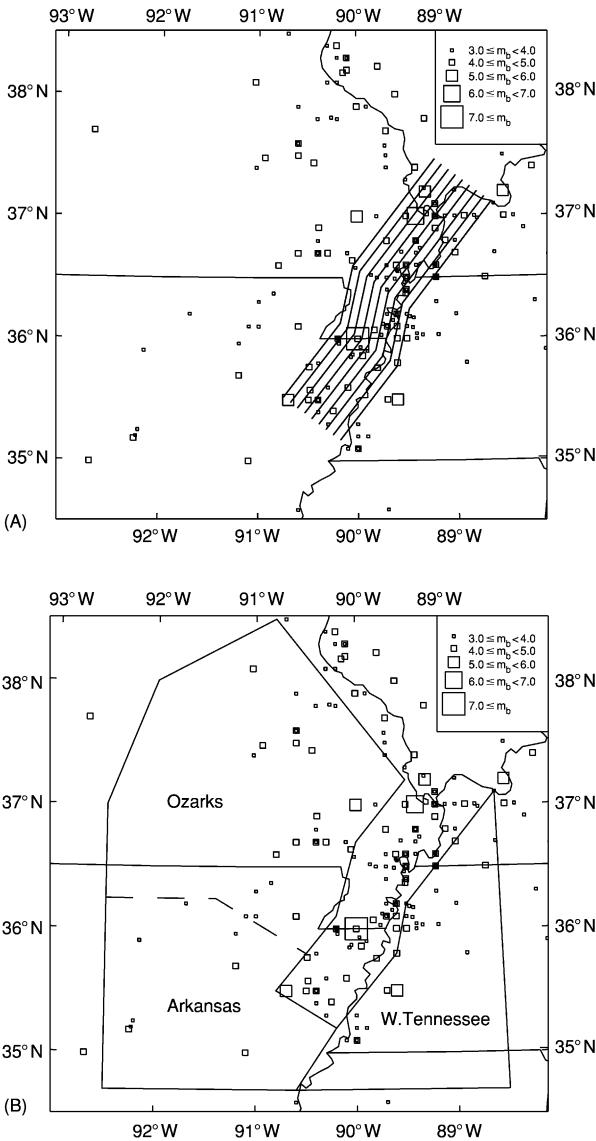 93°W 92°W 91°W 90°W 89°W
3.0 ≤ m_b < 4.0
4.0 ≤ m_b < 5.0
5.0 ≤ m_b < 6.0
6.0 ≤ m_b < 7.0
7.0 ≤ m_b
38°N 38°N
37°N 37°N
36°N 36°N
35°N 35°N
(A)
92°W 91°W 90°W 89°W
93°W 92°W 91°W 90°W 89°W
3.0 ≤ m_b < 4.0
4.0 ≤ m_b < 5.0
5.0 ≤ m_b < 6.0
6.0 ≤ m_b < 7.0
7.0 ≤ m_b
38°N 38°N
Ozarks
37°N 37°N
36°N 36°N
Arkansas W.Tennessee
35°N 35°N
(B)
92°W 91°W 90°W 89°W